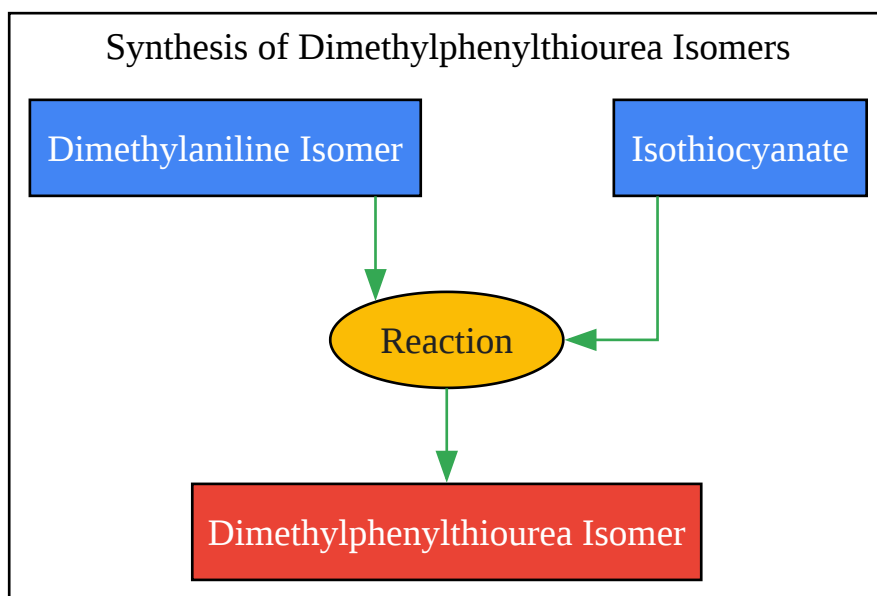 Synthesis of Dimethylphenylthiourea Isomers
Dimethylaniline Isomer
Isothiocyanate
Reaction
Dimethylphenylthiourea Isomer